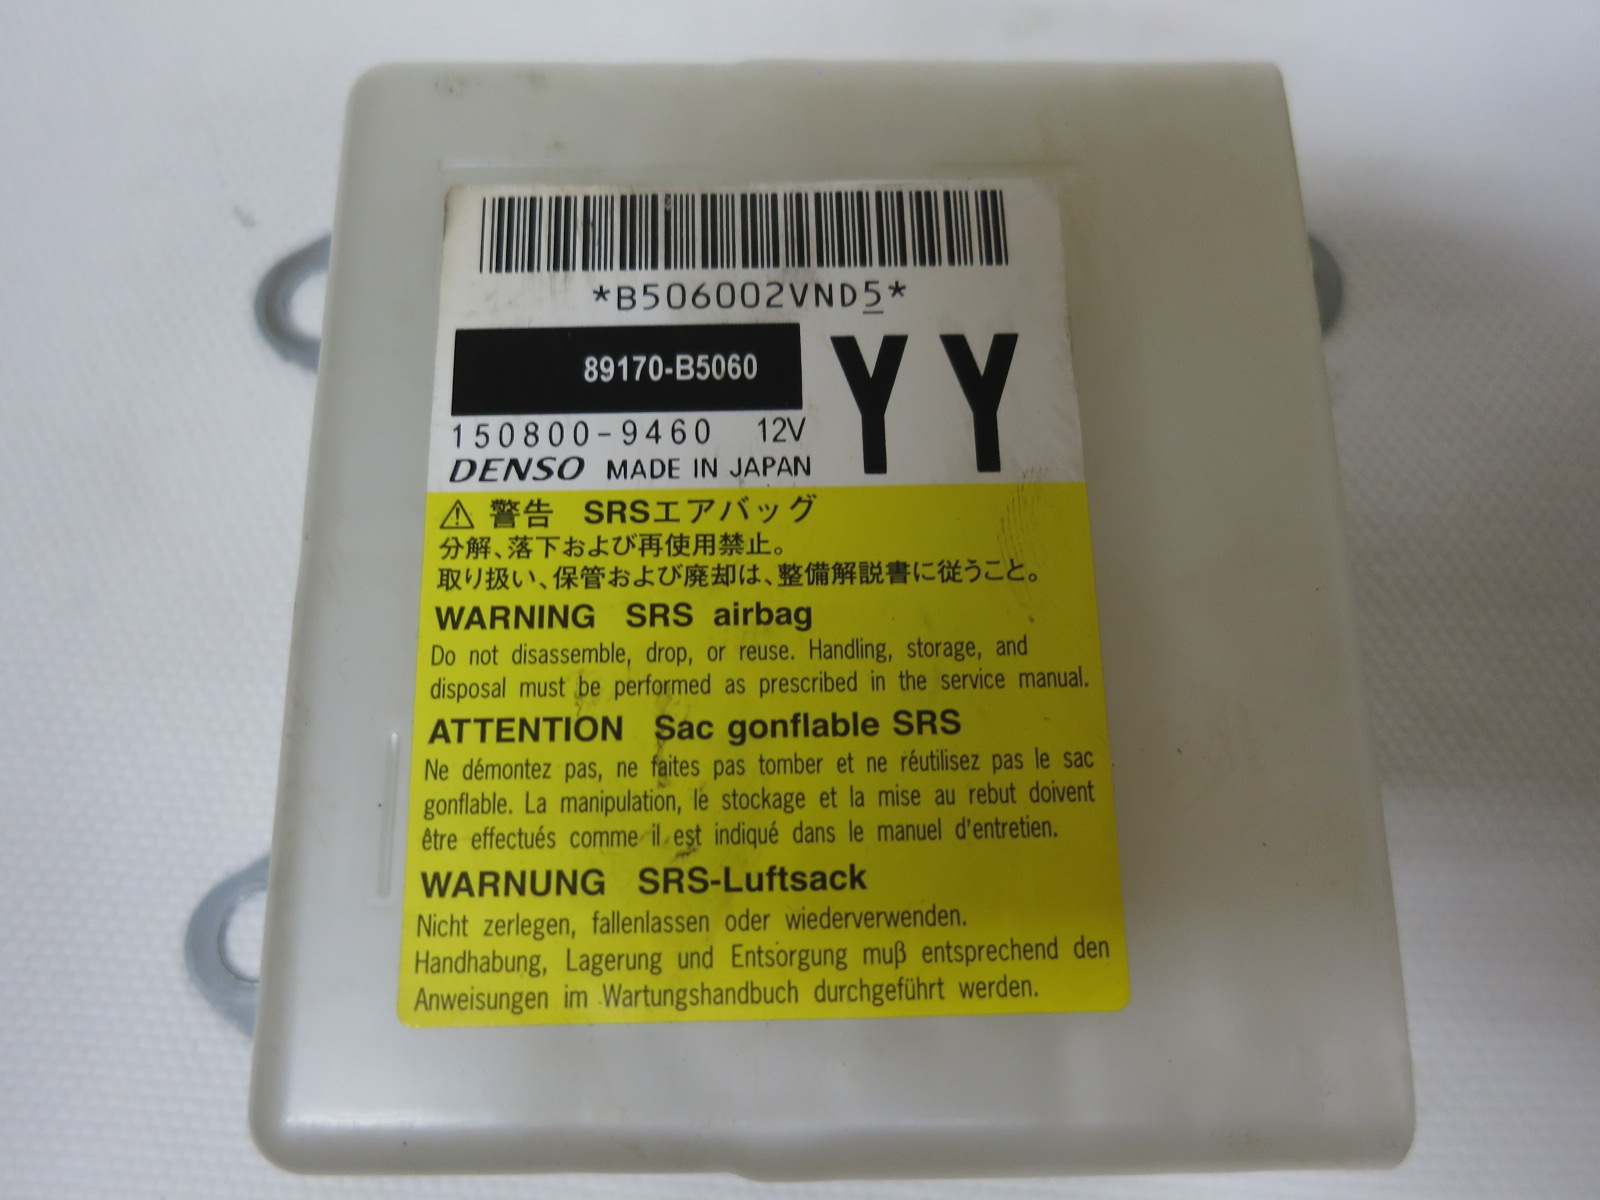 *B506002VND5*
89170-B5060
YY
150800-9460 12V
DENSO MADE IN JAPAN
⚠ 警告 SRSエアバッグ
分解、落下および再使用禁止。
取り扱い、保管および廃却は、整備解説書に従うこと。
WARNING SRS airbag
Do not disassemble, drop, or reuse. Handling, storage, and
disposal must be performed as prescribed in the service manual.
ATTENTION Sac gonflable SRS
Ne démontez pas, ne faites pas tomber et ne réutilisez pas le sac
gonflable. La manipulation, le stockage et la mise au rebut doivent
être effectués comme il est indiqué dans le manuel d'entretien.
WARNUNG SRS-Luftsack
Nicht zerlegen, fallenlassen oder wiederverwenden.
Handhabung, Lagerung und Entsorgung muβ entsprechend den
Anweisungen im Wartungshandbuch durchgeführt werden.